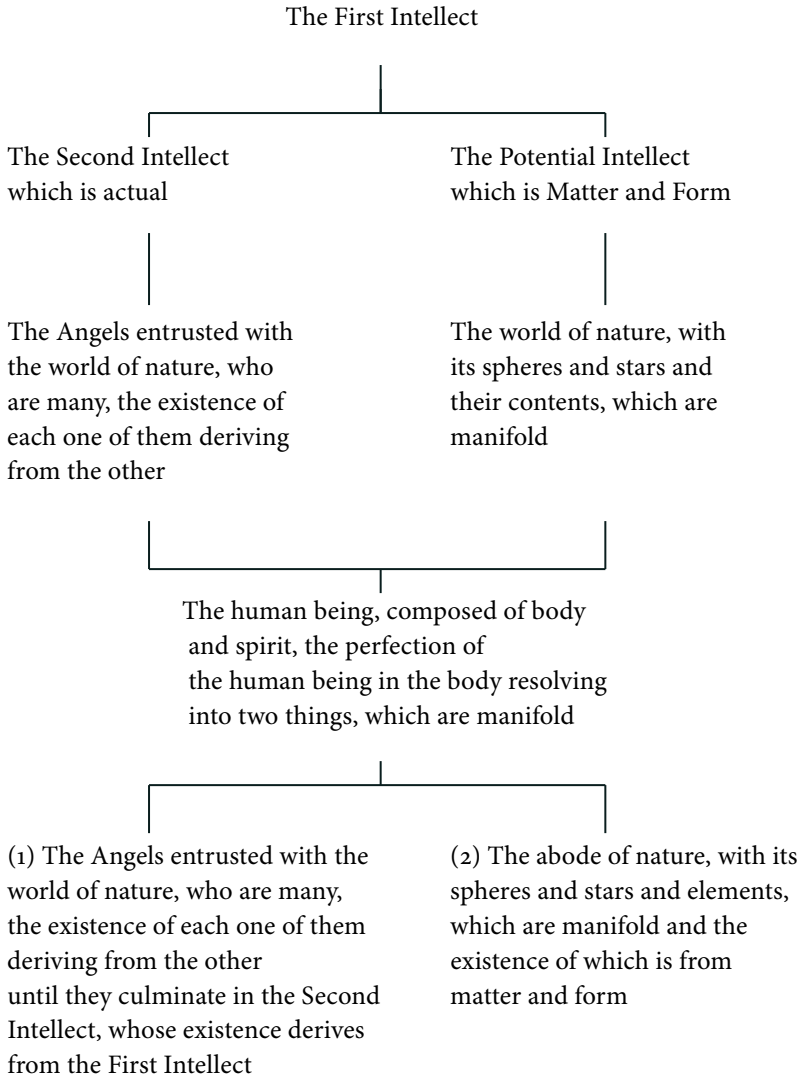 The First Intellect
The Second Intellect
which is actual
The Potential Intellect
which is Matter and Form
The Angels entrusted with
the world of nature, who
are many, the existence of
each one of them deriving
from the other
The world of nature, with
its spheres and stars and
their contents, which are
manifold
The human being, composed of body
and spirit, the perfection of
the human being in the body resolving
into two things, which are manifold
(1) The Angels entrusted with the
world of nature, who are many,
the existence of each one of them
deriving from the other
until they culminate in the Second
Intellect, whose existence derives
from the First Intellect
(2) The abode of nature, with its
spheres and stars and elements,
which are manifold and the
existence of which is from
matter and form